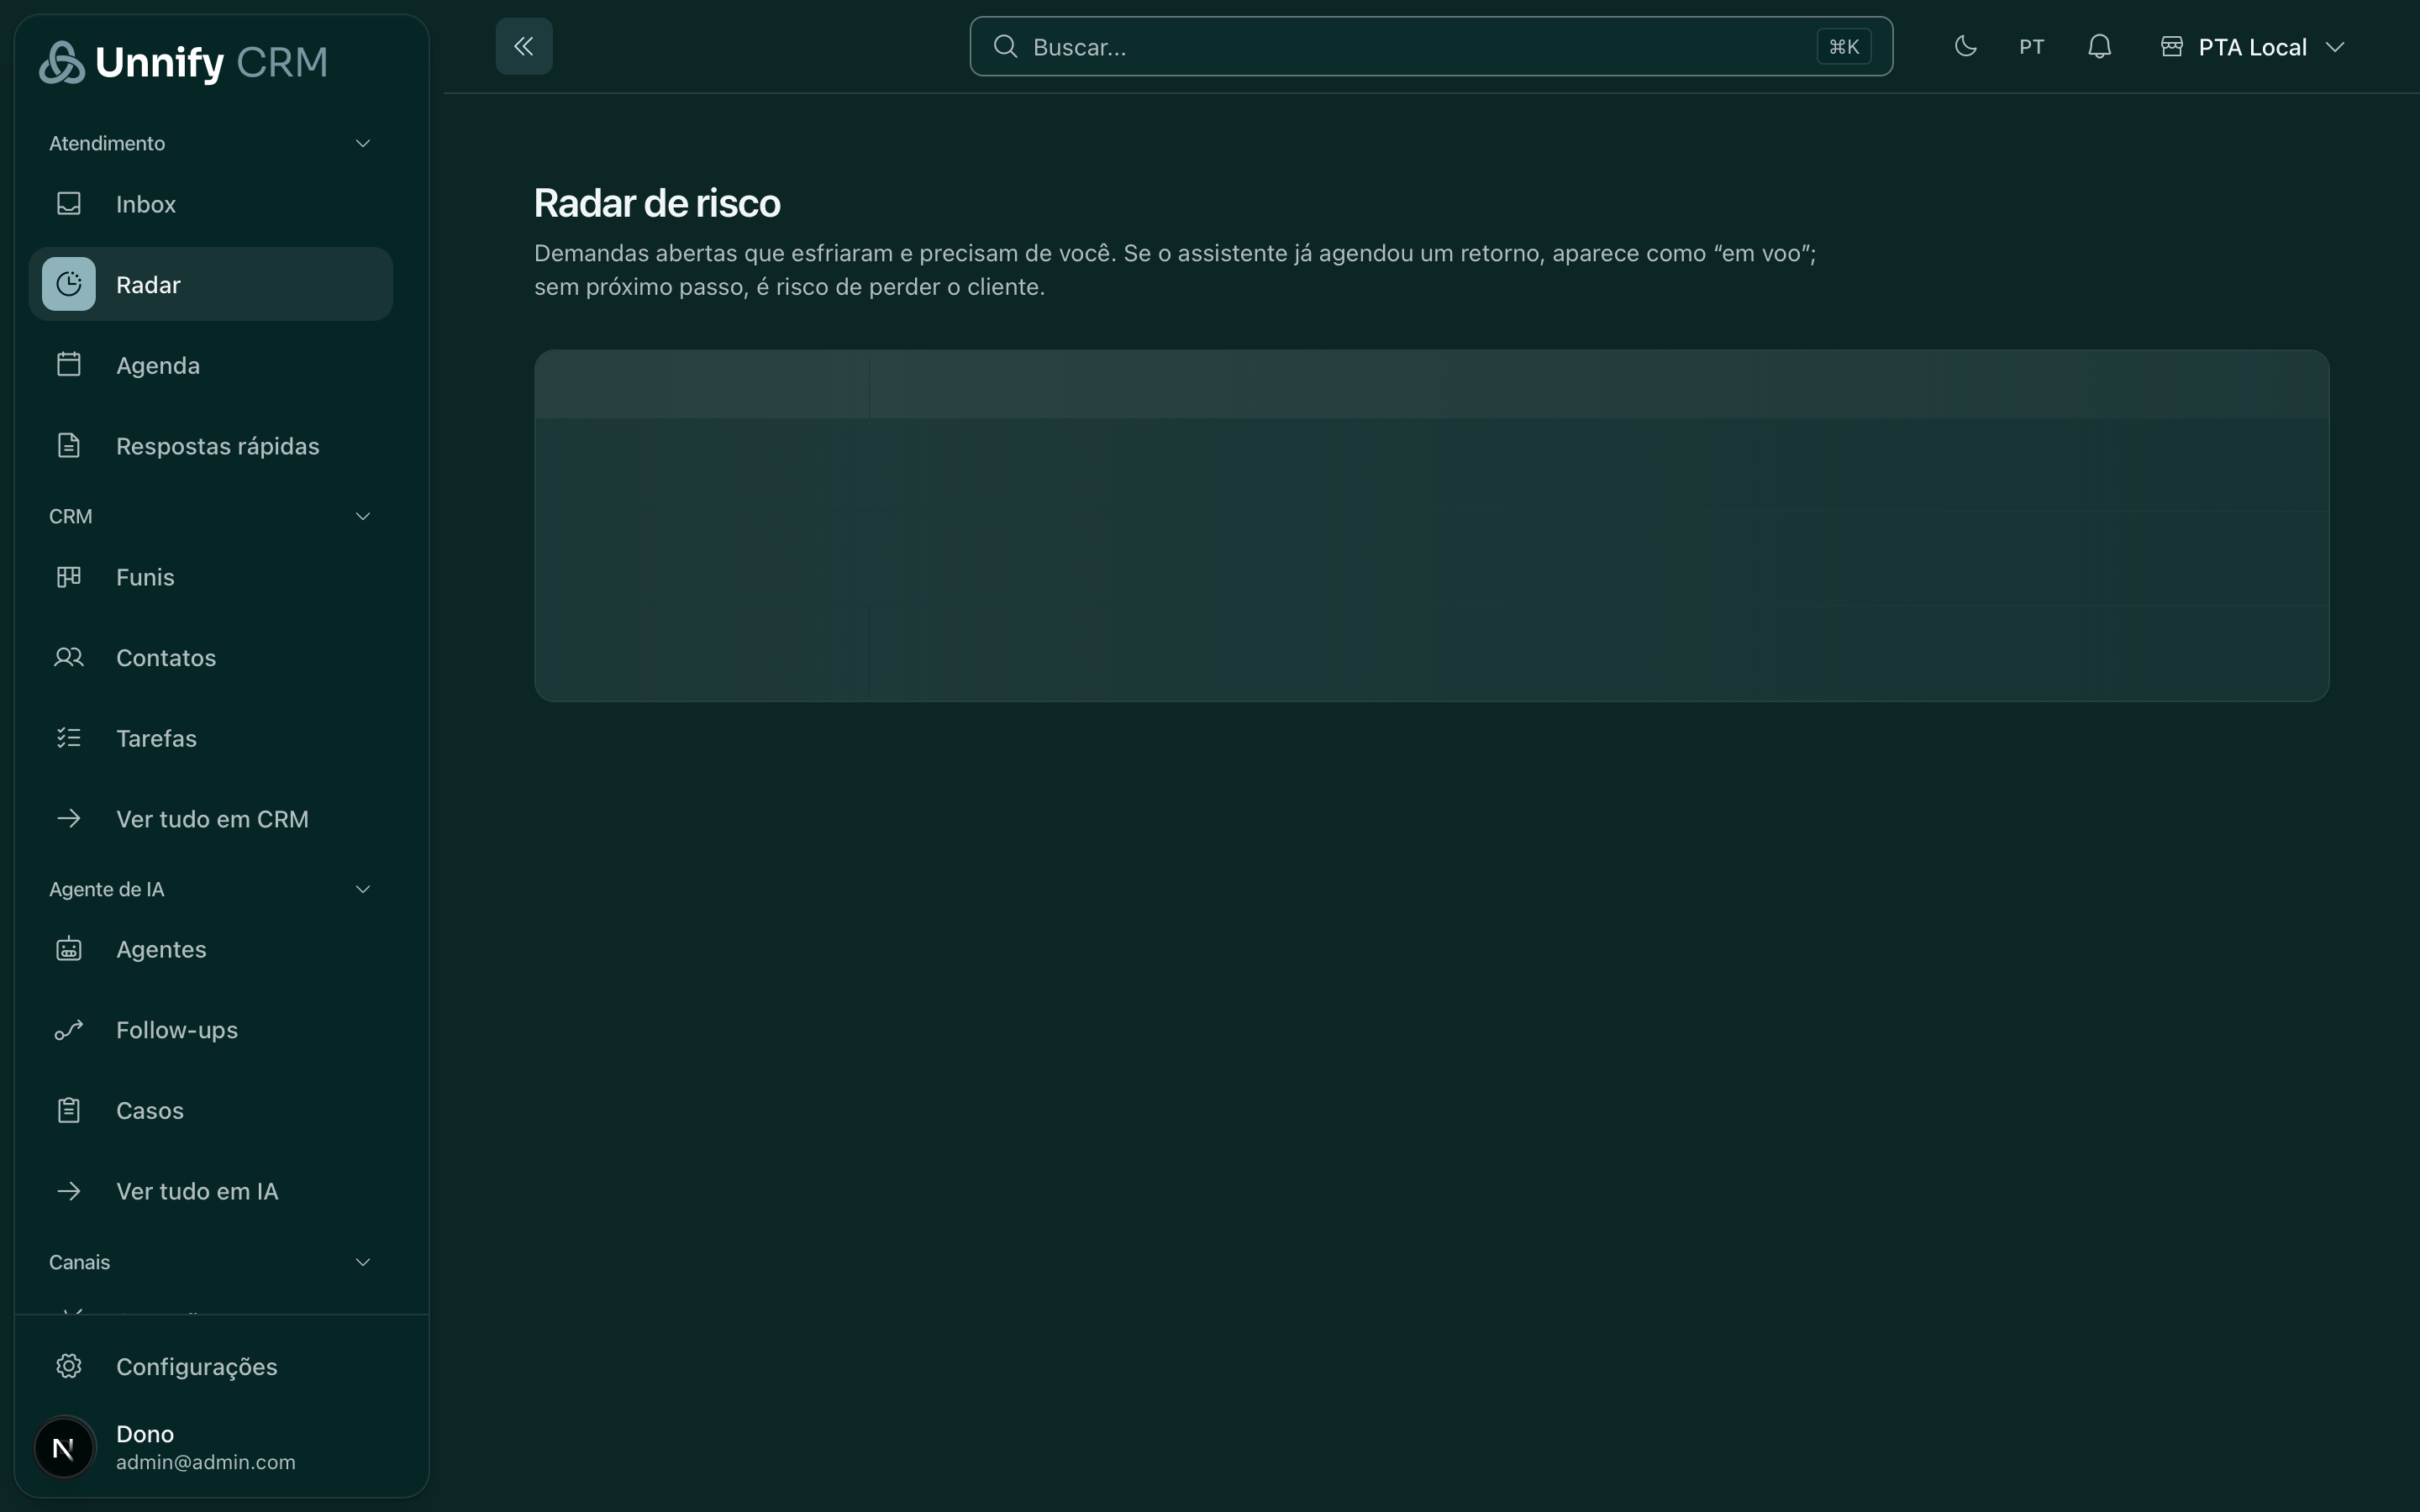 Unnify CRM
Buscar...
⌘K
PT
PTA Local
Atendimento
Inbox
Radar
Agenda
Respostas rápidas
CRM
Funis
Contatos
Tarefas
Ver tudo em CRM
Agente de IA
Agentes
Follow-ups
Casos
Ver tudo em IA
Canais
Configurações
N
Dono
admin@admin.com
Radar de risco
Demandas abertas que esfriaram e precisam de você. Se o assistente já agendou um retorno, aparece como “em voo”;
sem próximo passo, é risco de perder o cliente.